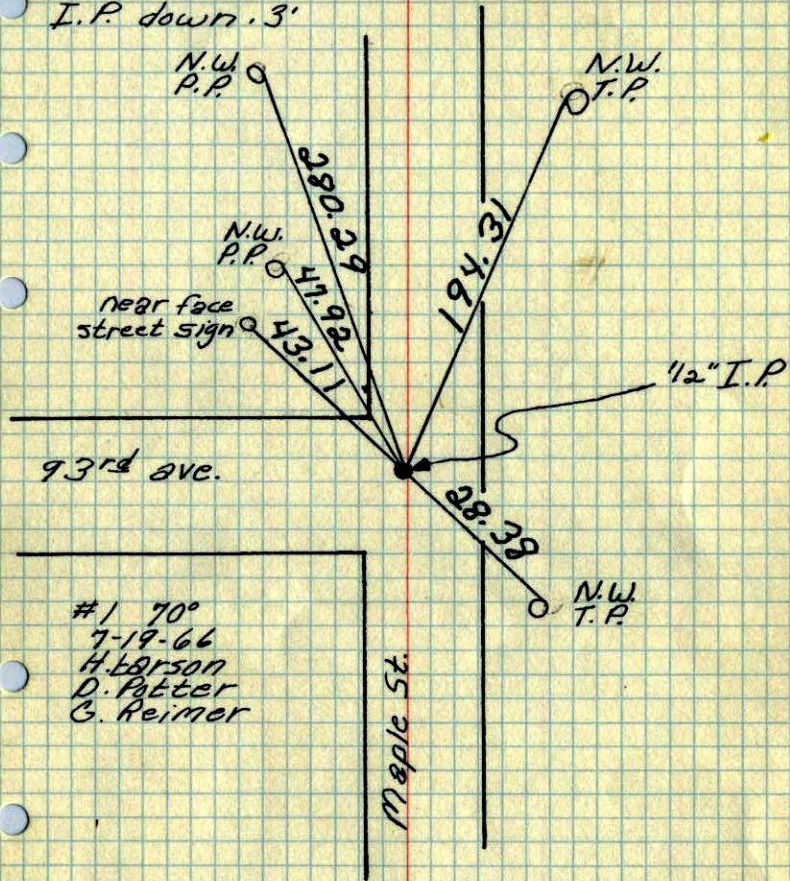 I.P. down .3'
N.W.
P.P.
N.W.
T.P.
280.29
194.31
N.W.
P.P.
47.92
near face
street sign
43.11
1/2" I.P.
93rd ave.
28.38
N.W.
T.P.
#1 70°
7-19-66
H. Larson
D. Potter
G. Reimer
Maple St.